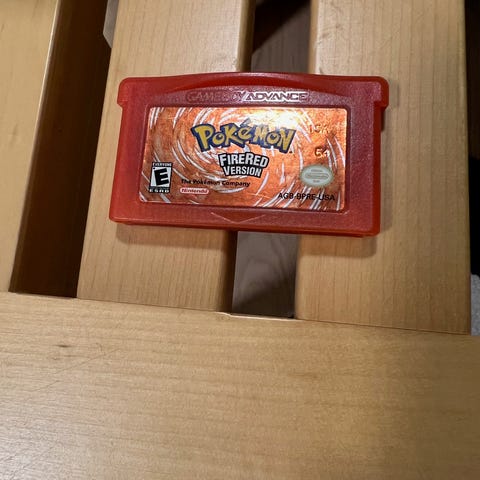 GAME BOY ADVANCE
POKéMON
FIRERED
VERSION
EVERYONE
E
ESRB
The Pokémon Company
Nintendo
AGB-BPRE-USA